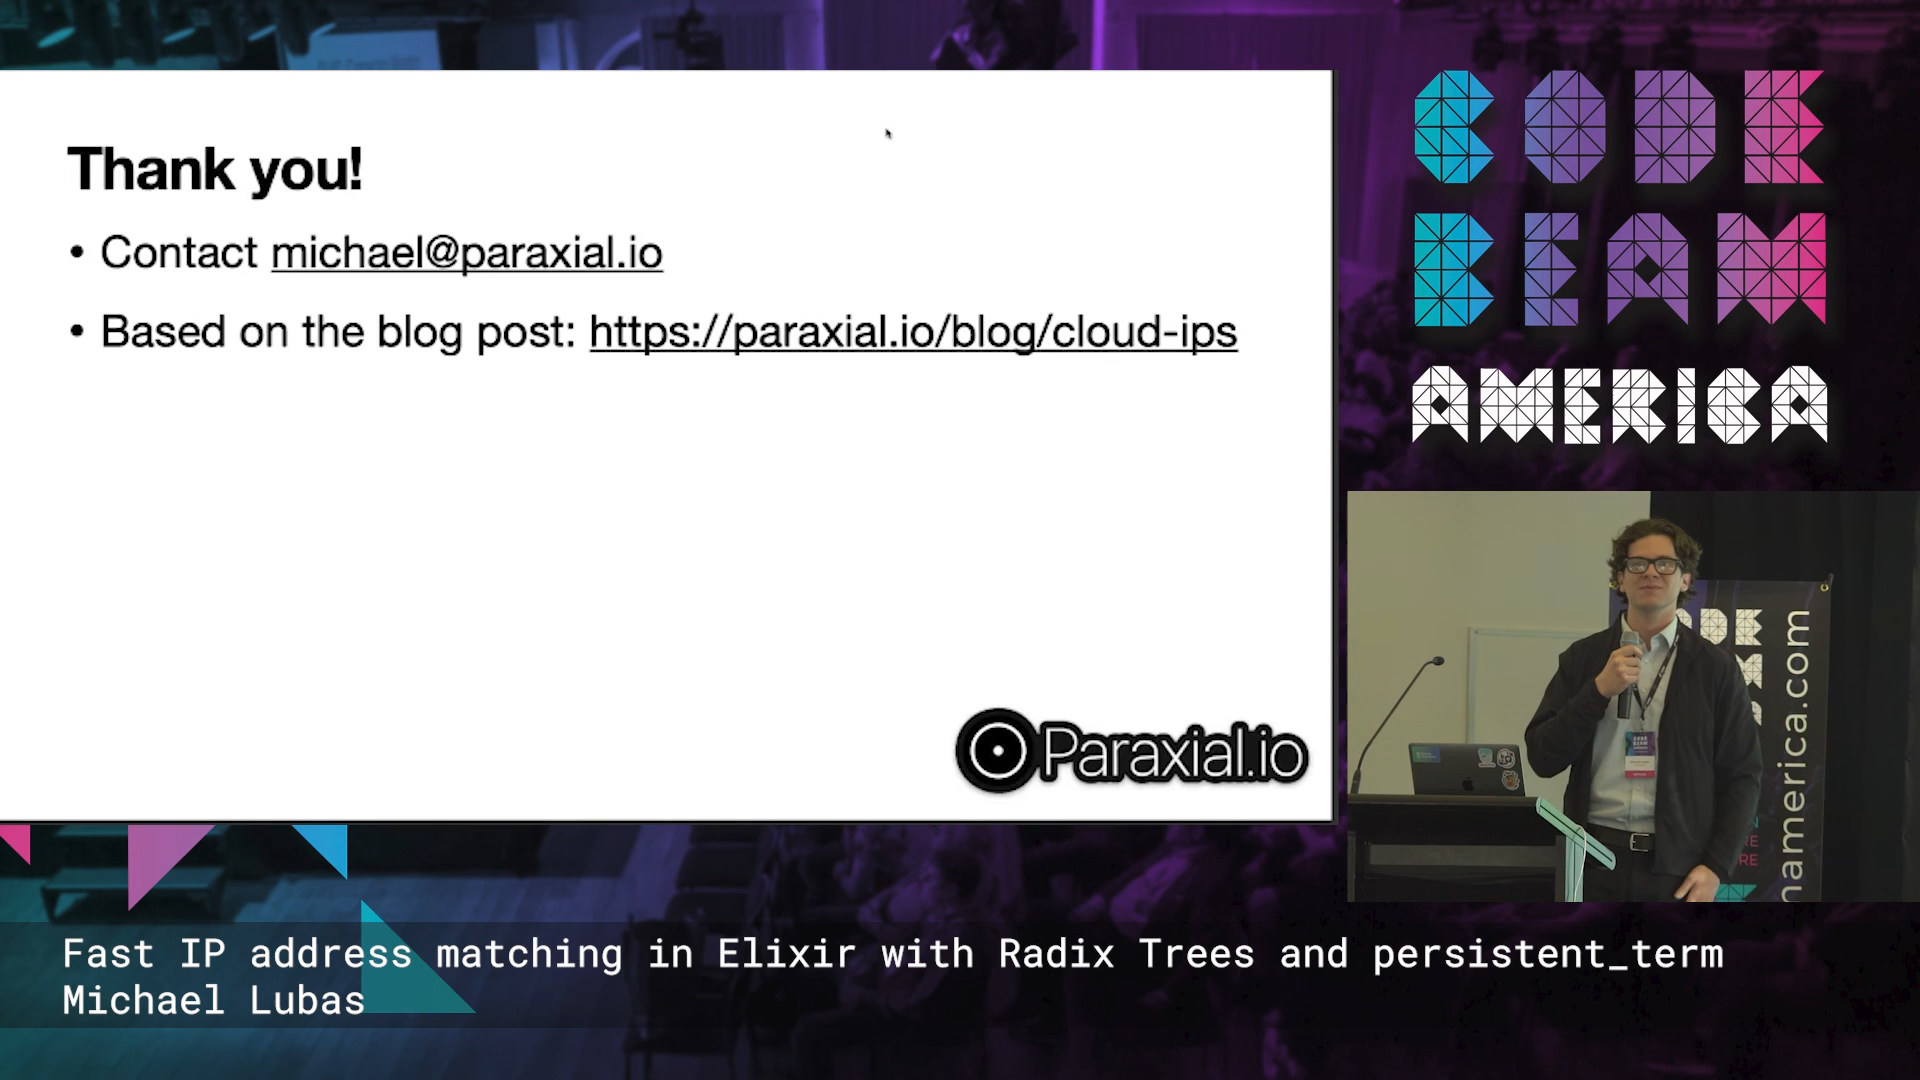 Thank you!
• Contact michael@paraxial.io
• Based on the blog post: https://paraxial.io/blog/cloud-ips
Paraxial.io
CODE
BEAM
AMERICA
namerica.com
Fast IP address matching in Elixir with Radix Trees and persistent_term
Michael Lubas